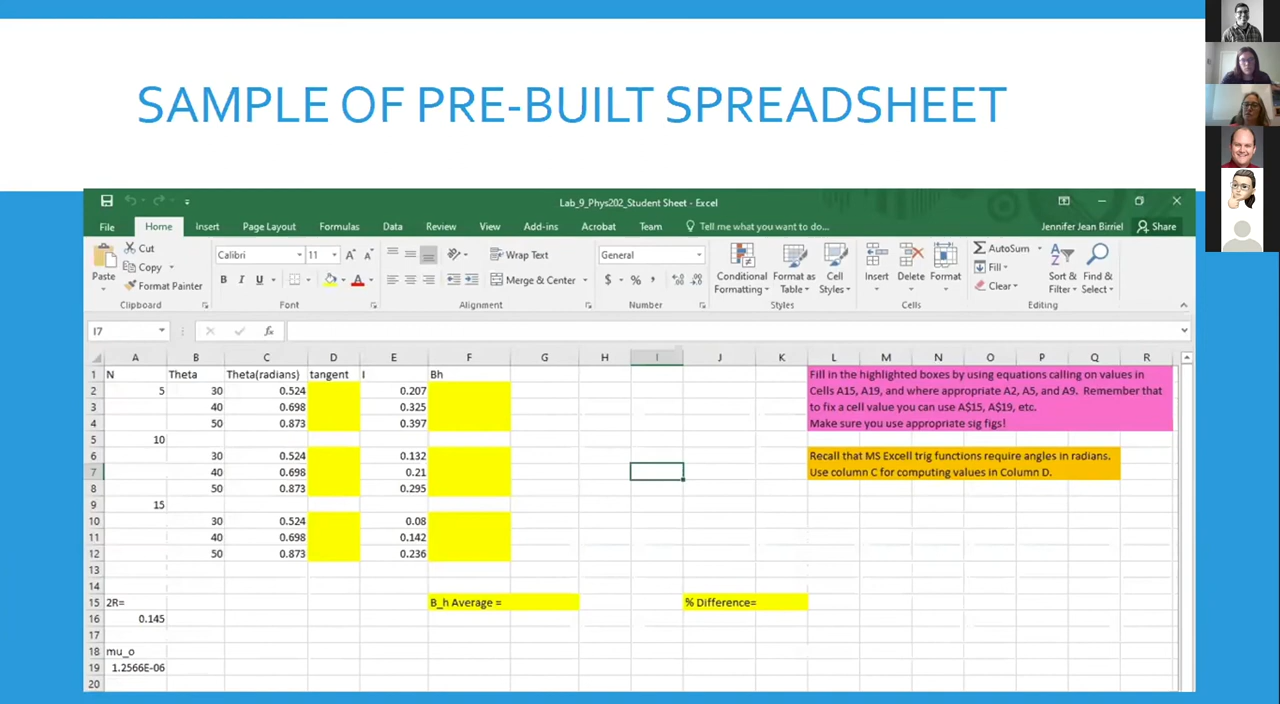 SAMPLE OF PRE-BUILT SPREADSHEET
Lab_9_Phys202_Student Sheet - Excel
File Home Insert Page Layout Formulas Data Review View Add-ins Acrobat Team Tell me what you want to do... Jennifer Jean Birriel Share
Paste Cut Copy Format Painter
Calibri 11
B I U
Wrap Text
Merge & Center
General
$ % ,
Conditional Formatting Format as Table Cell Styles
Insert Delete Format
AutoSum Fill Clear
Sort & Filter Find & Select
Clipboard Font Alignment Number Styles Cells Editing
I7 fx
A B C D E F G H I J K L M N O P Q R
1 N Theta Theta(radians) tangent I Bh
2 5 30 0.524 0.207
3 40 0.698 0.325
4 50 0.873 0.397
5 10
6 30 0.524 0.132
7 40 0.698 0.21
8 50 0.873 0.295
9 15
10 30 0.524 0.08
11 40 0.698 0.142
12 50 0.873 0.236
13
14
15 2R= B_h Average = % Difference=
16 0.145
17
18 mu_o
19 1.2566E-06
20
Fill in the highlighted boxes by using equations calling on values in
Cells A15, A19, and where appropriate A2, A5, and A9. Remember that
to fix a cell value you can use A$15, A$19, etc.
Make sure you use appropriate sig figs!
Recall that MS Excell trig functions require angles in radians.
Use column C for computing values in Column D.